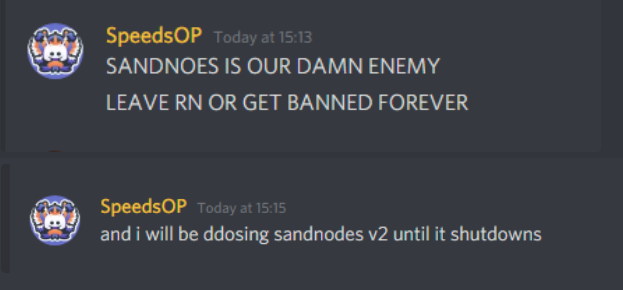 SpeedsOP Today at 15:13
SANDNOES IS OUR DAMN ENEMY
LEAVE RN OR GET BANNED FOREVER
SpeedsOP Today at 15:15
and i will be ddosing sandnodes v2 until it shutdowns